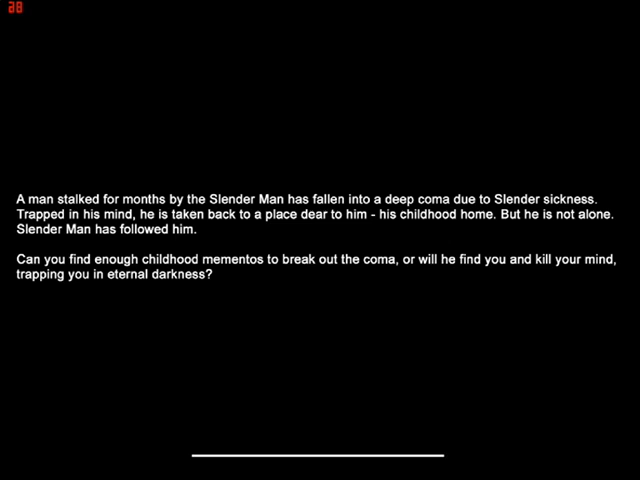 28
A man stalked for months by the Slender Man has fallen into a deep coma due to Slender sickness.
Trapped in his mind, he is taken back to a place dear to him - his childhood home. But he is not alone.
Slender Man has followed him.
Can you find enough childhood mementos to break out the coma, or will he find you and kill your mind,
trapping you in eternal darkness?